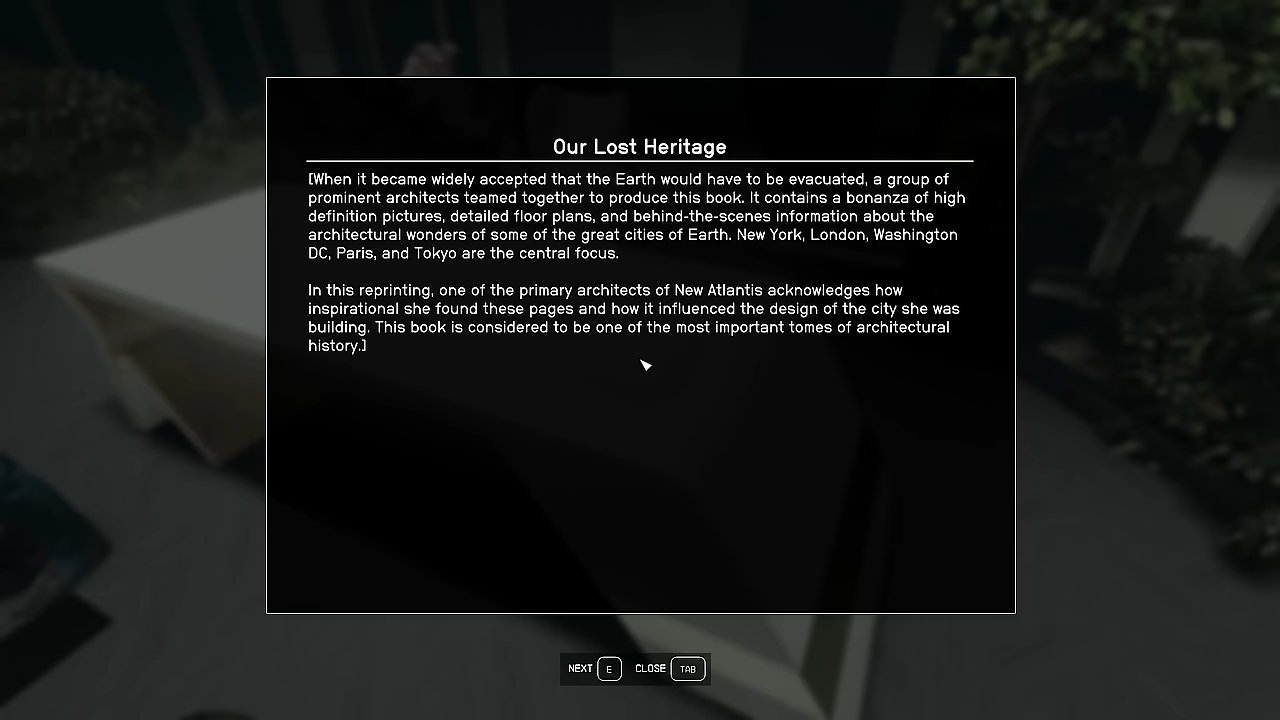 Our Lost Heritage
[When it became widely accepted that the Earth would have to be evacuated, a group of
prominent architects teamed together to produce this book. It contains a bonanza of high
definition pictures, detailed floor plans, and behind-the-scenes information about the
architectural wonders of some of the great cities of Earth. New York, London, Washington
DC, Paris, and Tokyo are the central focus.
In this reprinting, one of the primary architects of New Atlantis acknowledges how
inspirational she found these pages and how it influenced the design of the city she was
building. This book is considered to be one of the most important tomes of architectural
history.]
NEXT E CLOSE TAB